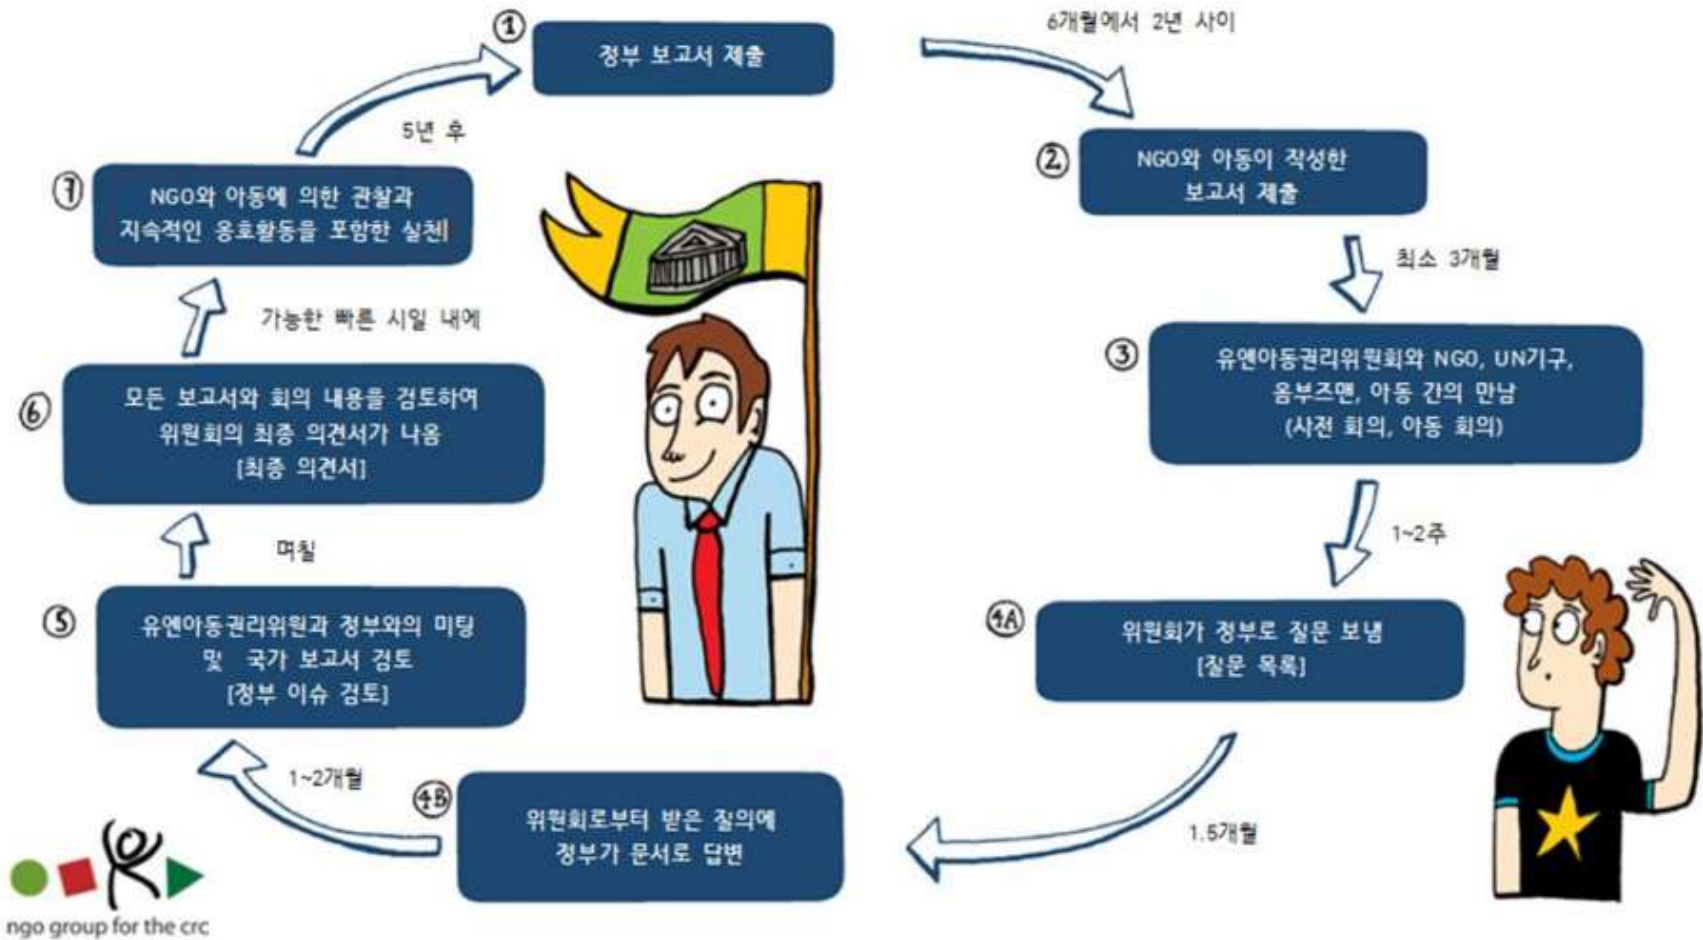 ①
정부 보고서 제출
6개월에서 2년 사이
②
NGO와 아동이 작성한
보고서 제출
최소 3개월
③
유엔아동권리위원회와 NGO, UN기구,
옴부즈맨, 아동 간의 만남
(사전 회의, 아동 회의)
1~2주
4A
위원회가 정부로 질문 보냄
[질문 목록]
1.5개월
4B
위원회로부터 받은 질의에
정부가 문서로 답변
1~2개월
⑤
유엔아동권리위원과 정부와의 미팅
및 국가 보고서 검토
[정부 이슈 검토]
며칠
⑥
모든 보고서와 회의 내용을 검토하여
위원회의 최종 의견서가 나옴
[최종 의견서]
가능한 빠른 시일 내에
⑦
NGO와 아동에 의한 관찰과
지속적인 옹호활동을 포함한 실천
5년 후
ngo group for the crc